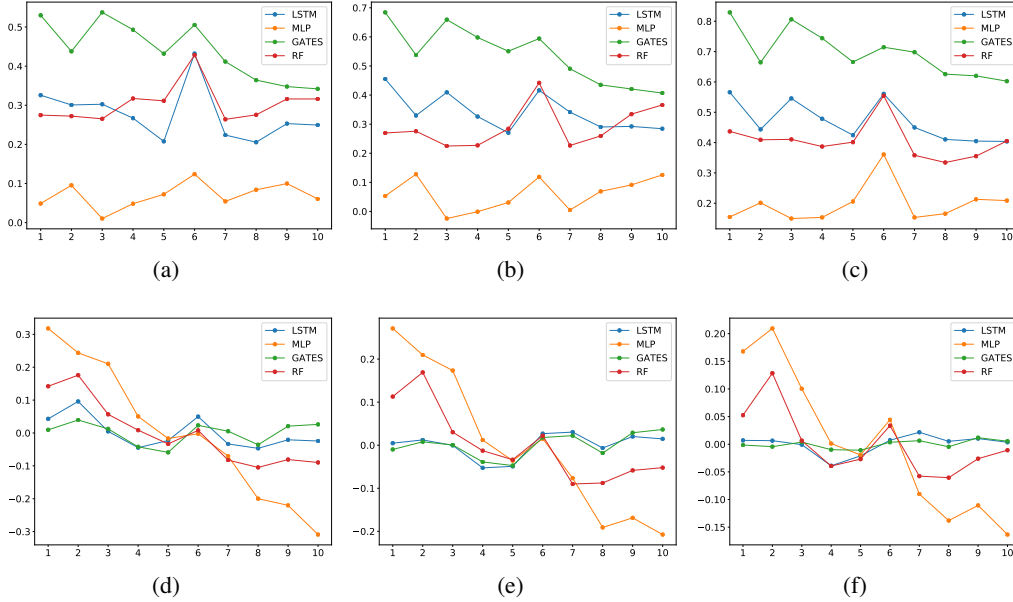 LSTM
MLP
GATES
RF
0.5
0.4
0.3
0.2
0.1
0.0
1 2 3 4 5 6 7 8 9 10
(a)
LSTM
MLP
GATES
RF
0.7
0.6
0.5
0.4
0.3
0.2
0.1
0.0
1 2 3 4 5 6 7 8 9 10
(b)
LSTM
MLP
GATES
RF
0.8
0.7
0.6
0.5
0.4
0.3
0.2
1 2 3 4 5 6 7 8 9 10
(c)
LSTM
MLP
GATES
RF
0.3
0.2
0.1
0.0
−0.1
−0.2
−0.3
1 2 3 4 5 6 7 8 9 10
(d)
LSTM
MLP
GATES
RF
0.2
0.1
0.0
−0.1
−0.2
1 2 3 4 5 6 7 8 9 10
(e)
LSTM
MLP
GATES
RF
0.20
0.15
0.10
0.05
0.00
−0.05
−0.10
−0.15
1 2 3 4 5 6 7 8 9 10
(f)